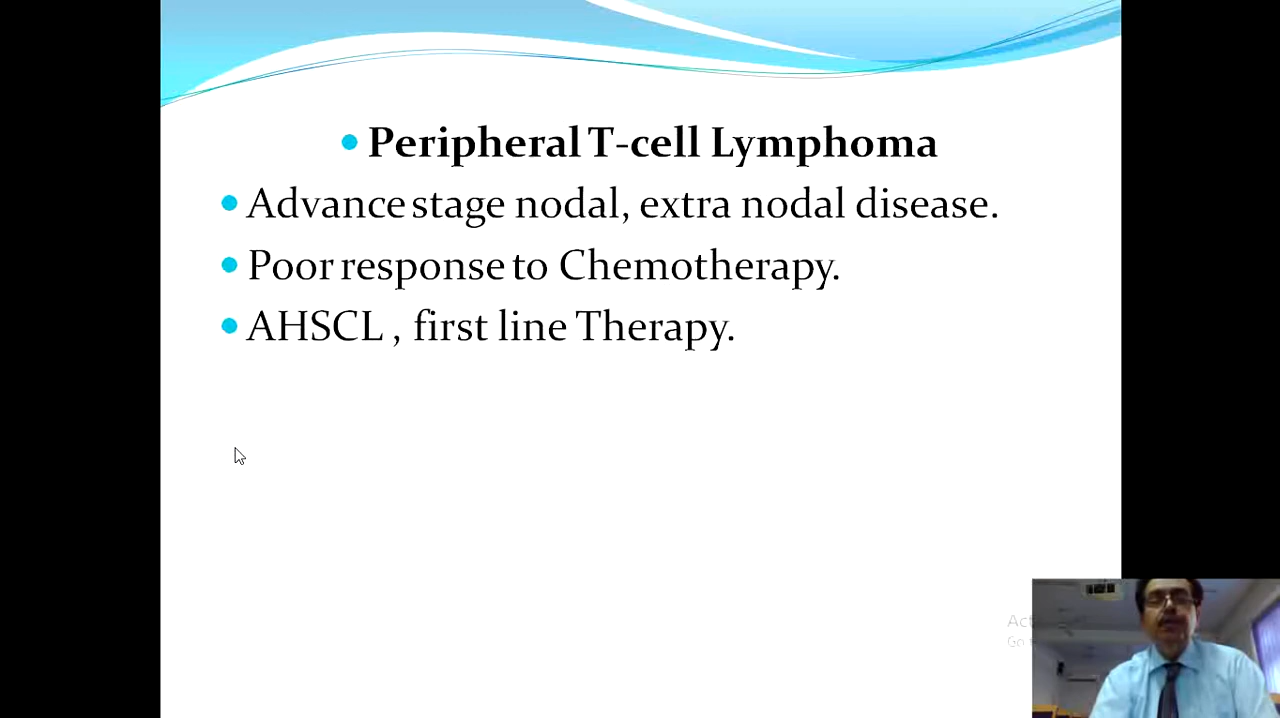 Peripheral T-cell Lymphoma
Advance stage nodal, extra nodal disease.
Poor response to Chemotherapy.
AHSCL , first line Therapy.